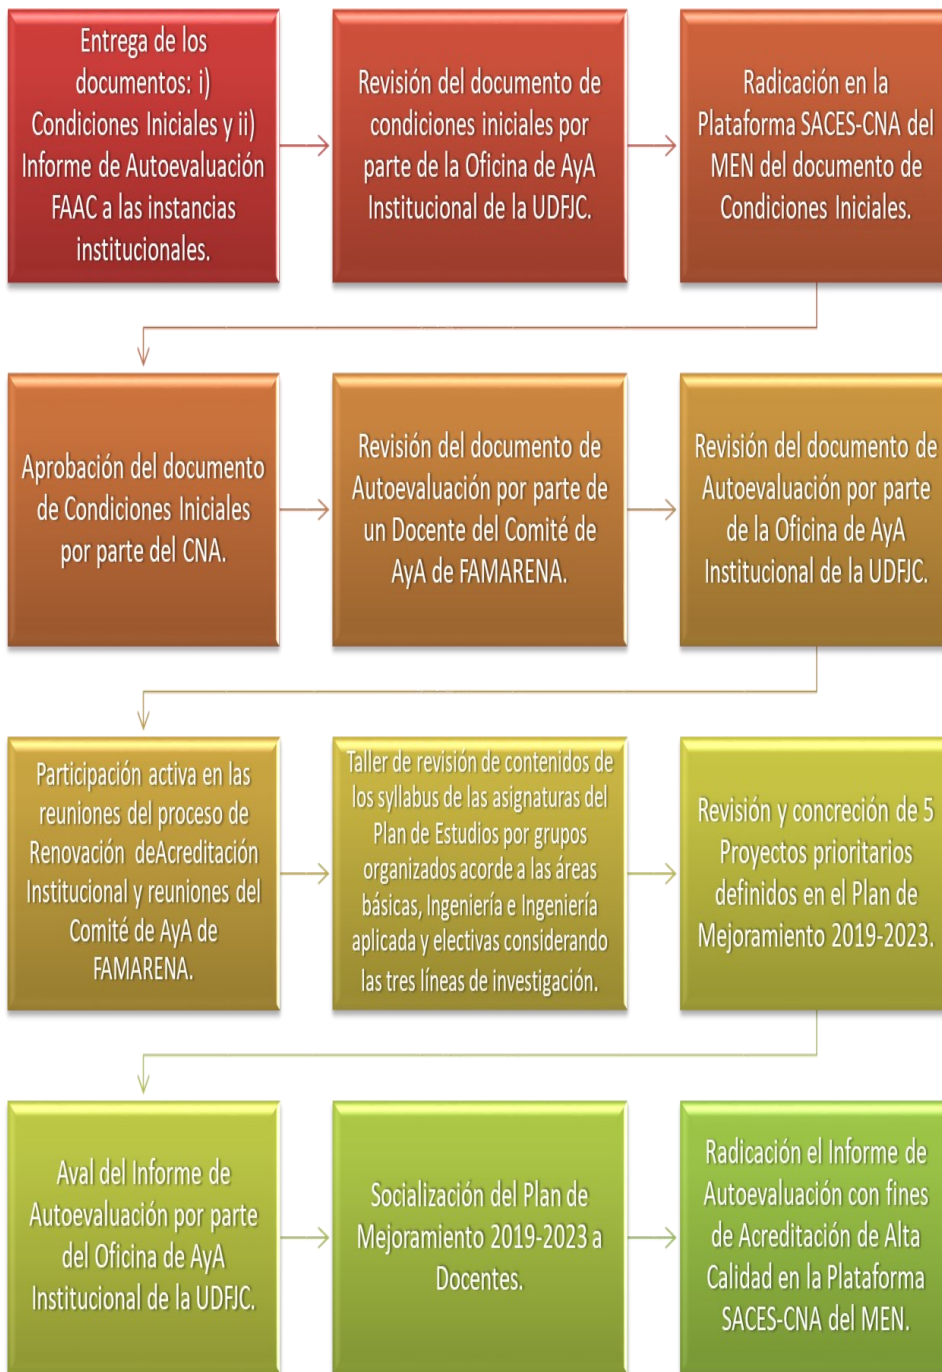 Entrega de los
documentos: i)
Condiciones Iniciales y ii)
Informe de Autoevaluación
FAAC a las instancias
institucionales.
Revisión del documento de
condiciones iniciales por
parte de la Oficina de AyA
Institucional de la UDFJC.
Radicación en la
Plataforma SACES-CNA del
MEN del documento de
Condiciones Iniciales.
Aprobación del documento
de Condiciones Iniciales
por parte del CNA.
Revisión del documento de
Autoevaluación por parte de
un Docente del Comité de
AyA de FAMARENA.
Revisión del documento de
Autoevaluación por parte
de la Oficina de AyA
Institucional de la UDFJC.
Participación activa en las
reuniones del proceso de
Renovación deAcreditación
Institucional y reuniones del
Comité de AyA de
FAMARENA.
Taller de revisión de contenidos de
los syllabus de las asignaturas del
Plan de Estudios por grupos
organizados acorde a las áreas
básicas, Ingeniería e Ingeniería
aplicada y electivas considerando
las tres líneas de investigación.
Revisión y concreción de 5
Proyectos prioritarios
definidos en el Plan de
Mejoramiento 2019-2023.
Aval del Informe de
Autoevaluación por parte
del Oficina de AyA
Institucional de la UDFJC.
Socialización del Plan de
Mejoramiento 2019-2023 a
Docentes.
Radicación el Informe de
Autoevaluación con fines
de Acreditación de Alta
Calidad en la Plataforma
SACES-CNA del MEN.